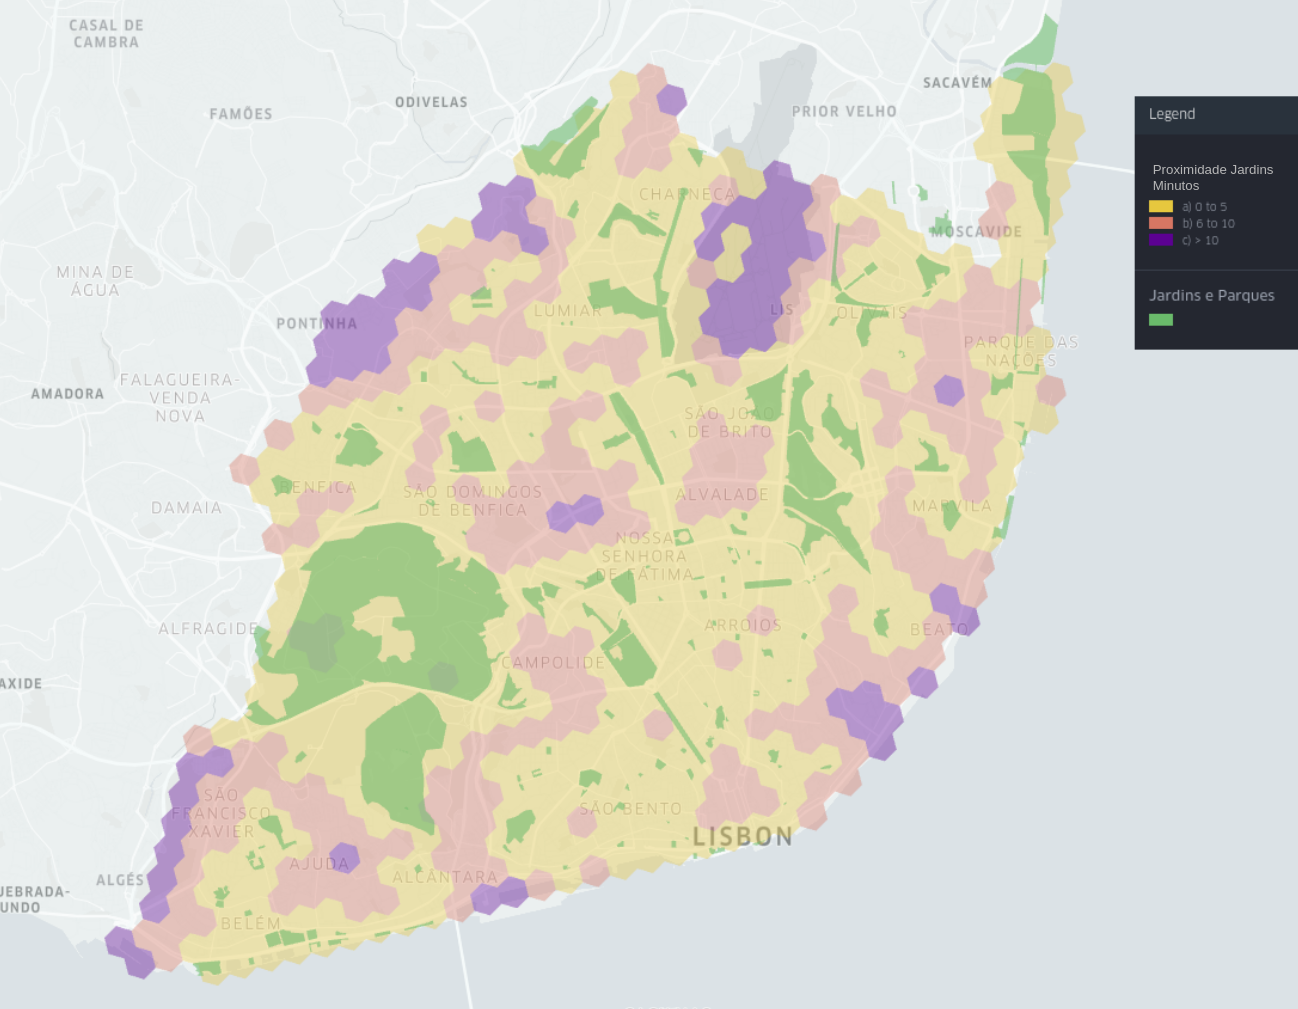 CASAL DE
CAMBRA
FAMÕES
ODIVELAS
SACAVÉM
PRIOR VELHO
Legend
Proximidade Jardins
Minutos
a) 0 to 5
b) 6 to 10
c) > 10
Jardins e Parques
CHARNECA
MOSCAVIDE
MINA DE
ÁGUA
PONTINHA
LUMIAR
LIS
OLIVAIS
PARQUE DAS
NAÇÕES
AMADORA
FALAGUEIRA-
VENDA
NOVA
SÃO JOÃO
DE BRITO
BENFICA
SÃO DOMINGOS
DE BENFICA
ALVALADE
MARVILA
DAMAIA
NOSSA
SENHORA
DE FÁTIMA
ALFRAGIDE
ARROIOS
BEATO
CAMPOLIDE
AXIDE
SÃO
FRANCISCO
XAVIER
SÃO BENTO
LISBON
AJUDA
ALCÂNTARA
ALGÉS
UEBRADA-
UNDO
BELÉM